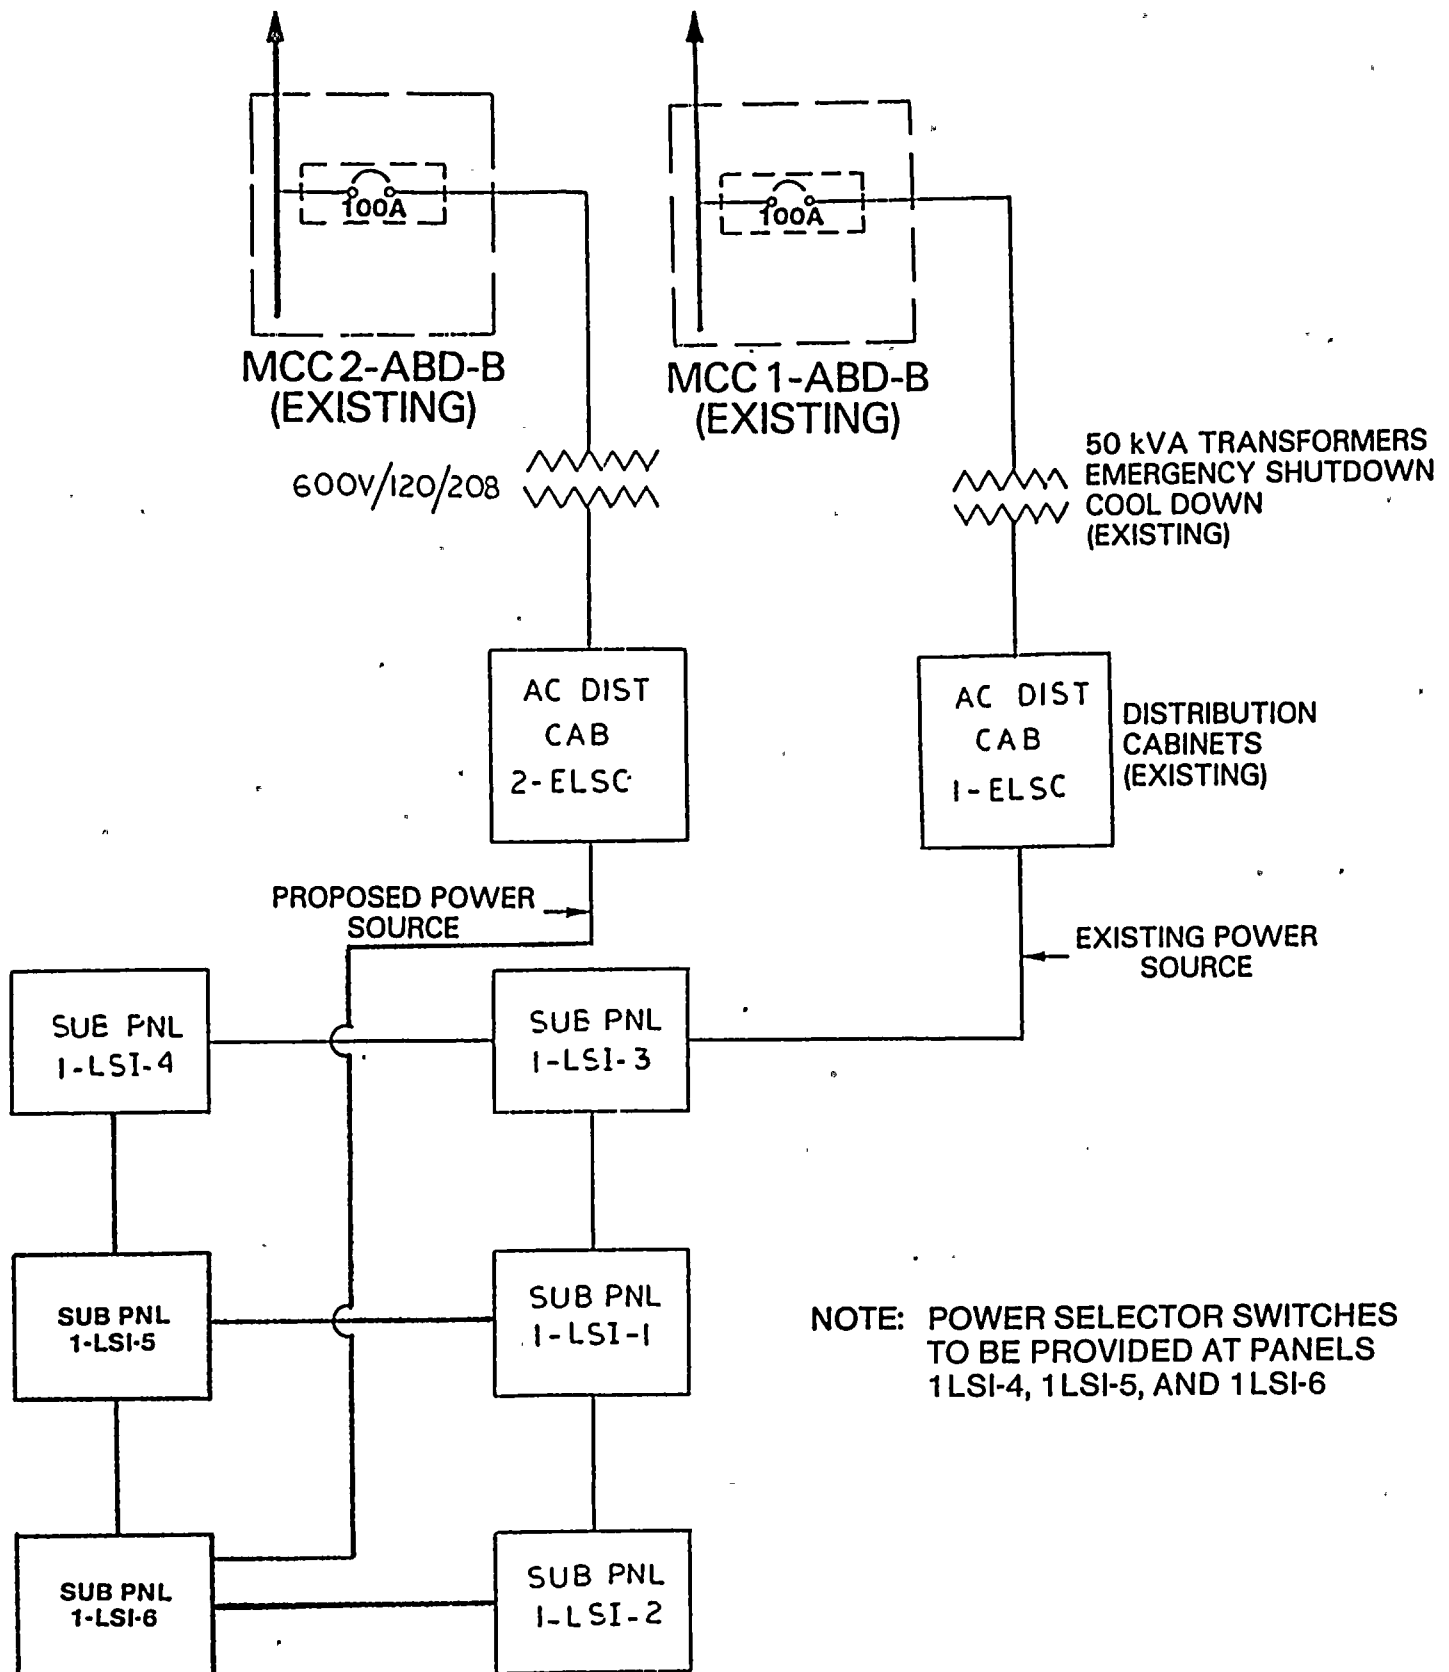 100A
100A
MCC 2-ABD-B
(EXISTING)
MCC 1-ABD-B
(EXISTING)
600V/120/208
50 kVA TRANSFORMERS
EMERGENCY SHUTDOWN
COOL DOWN
(EXISTING)
AC DIST
CAB
2-ELSC
AC DIST
CAB
1-ELSC
DISTRIBUTION
CABINETS
(EXISTING)
PROPOSED POWER
SOURCE
EXISTING POWER
SOURCE
SUB PNL
1-LSI-4
SUB PNL
1-LSI-3
SUB PNL
1-LSI-5
SUB PNL
1-LSI-1
NOTE: POWER SELECTOR SWITCHES
TO BE PROVIDED AT PANELS
1LSI-4, 1LSI-5, AND 1LSI-6
SUB PNL
1-LSI-6
SUB PNL
1-LSI-2